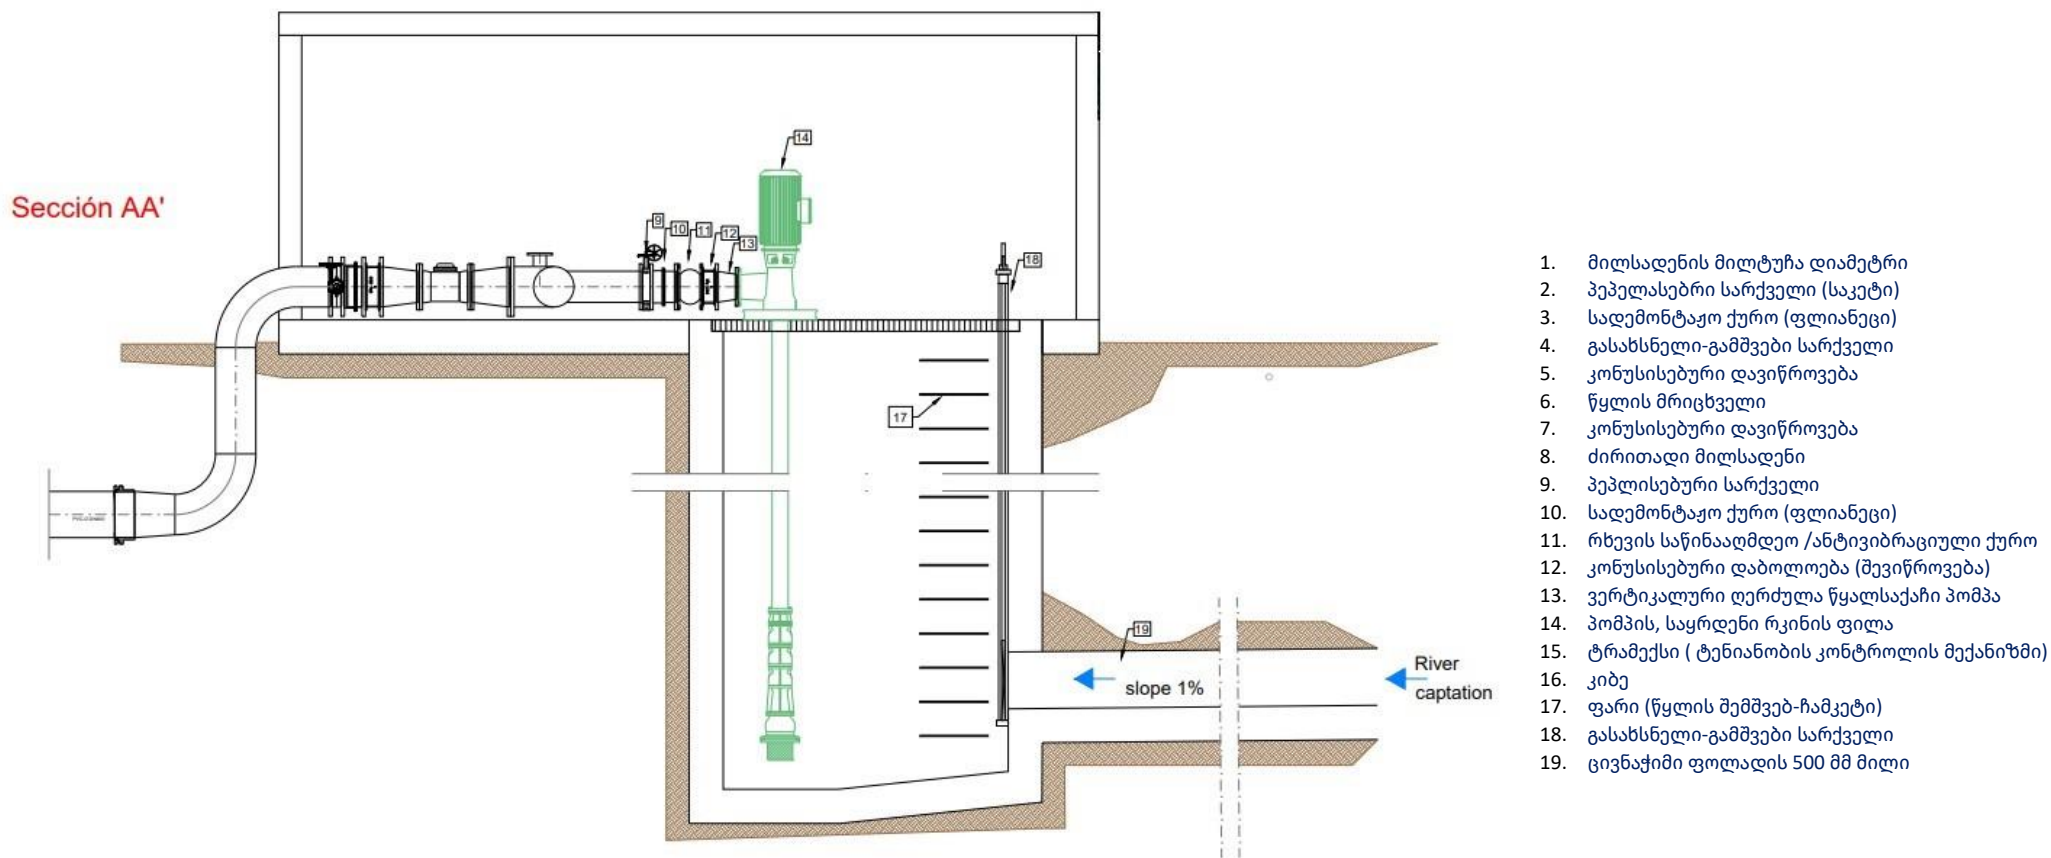 Sección AA'
14
9
10
11
12
13
18
17
19
slope 1%
River
captation
1. მილსადენის მილტუჩა დიამეტრი
2. პეპელასებრი სარქველი (საკეტი)
3. სადემონტაჟო ქურო (ფლიანეცი)
4. გასახსნელი-გამშვები სარქველი
5. კონუსისებური დავიწროვება
6. წყლის მრიცხველი
7. კონუსისებური დავიწროვება
8. ძირითადი მილსადენი
9. პეპლისებური სარქველი
10. სადემონტაჟო ქურო (ფლიანეცი)
11. რხევის საწინააღმდეო /ანტივიბრაციული ქურო
12. კონუსისებური დაბოლოება (შევიწროვება)
13. ვერტიკალური ღერძულა წყალსაქაჩი პომპა
14. პომპის, საყრდენი რკინის ფილა
15. ტრამექსი ( ტენიანობის კონტროლის მექანიზმი)
16. კიბე
17. ფარი (წყლის შემშვებ-ჩამკეტი)
18. გასახსნელი-გამშვები სარქველი
19. ცივნაჭიმი ფოლადის 500 მმ მილი